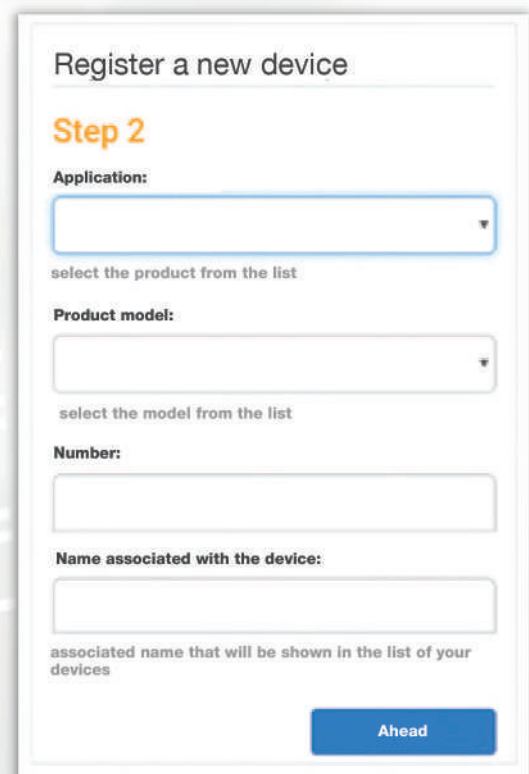 Register a new device
Step 2
Application:
select the product from the list
Product model:
select the model from the list
Number:
Name associated with the device:
associated name that will be shown in the list of your
devices
Ahead